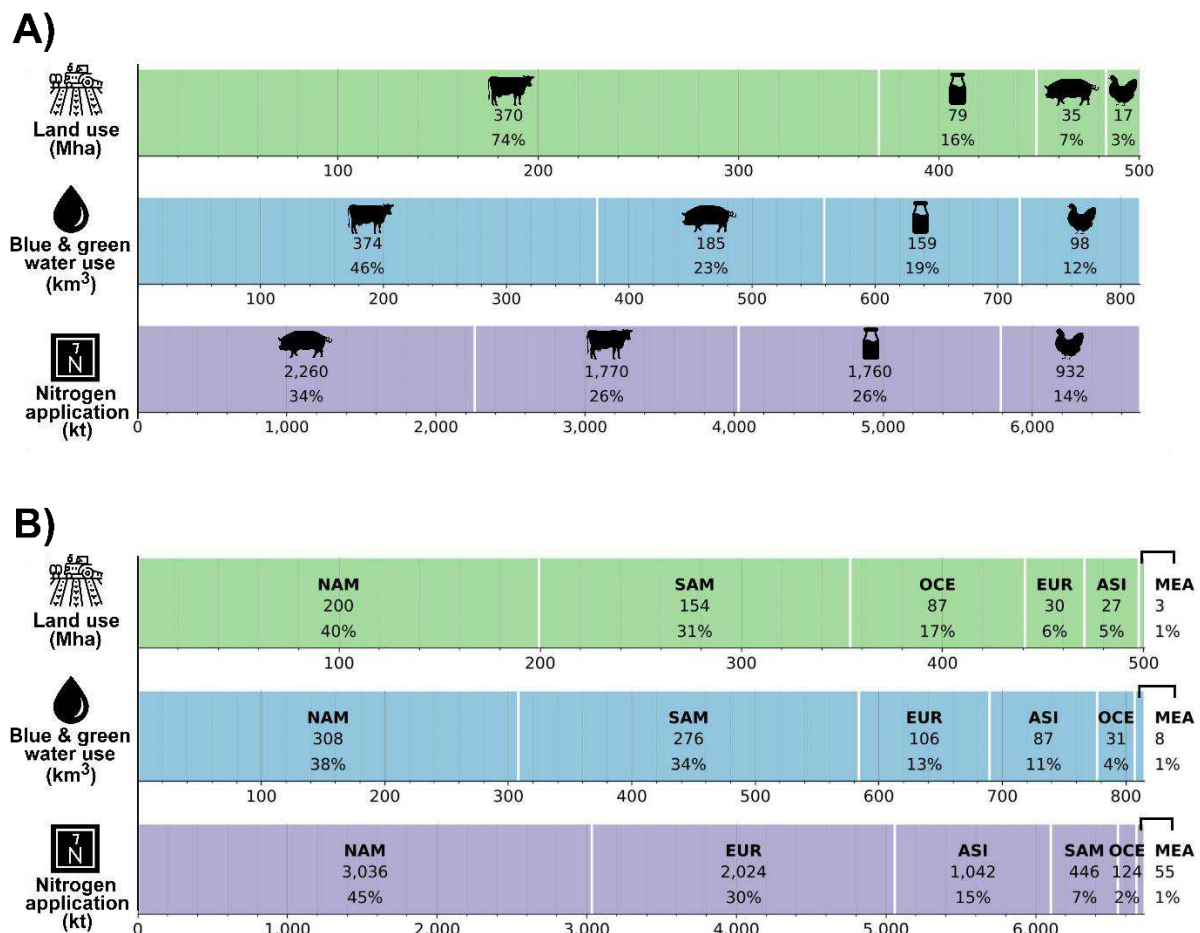 A)
Land use
(Mha)
370
79
35
17
74%
16%
7%
3%
100
200
300
400
500
Blue & green
water use
(km³)
374
185
159
98
46%
23%
19%
12%
100
200
300
400
500
600
700
800
7
N
Nitrogen
application
(kt)
2,260
1,770
1,760
932
34%
26%
26%
14%
0
1,000
2,000
3,000
4,000
5,000
6,000
B)
Land use
(Mha)
NAM
SAM
OCE
EUR
ASI
MEA
200
154
87
30
27
3
40%
31%
17%
6%
5%
1%
100
200
300
400
500
Blue & green
water use
(km³)
NAM
SAM
EUR
ASI
OCE
MEA
308
276
106
87
31
8
38%
34%
13%
11%
4%
1%
100
200
300
400
500
600
700
800
7
N
Nitrogen
application
(kt)
NAM
EUR
ASI
SAM
OCE
MEA
3,036
2,024
1,042
446
124
55
45%
30%
15%
7%
2%
1%
0
1,000
2,000
3,000
4,000
5,000
6,000